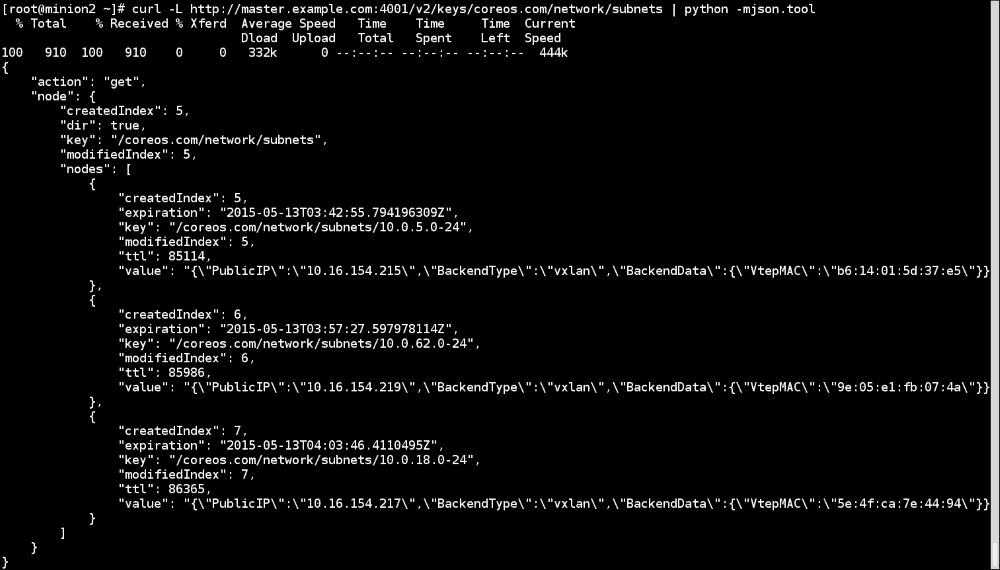 [root@minion2 ~]# curl -L http://master.example.com:4001/v2/keys/coreos.com/network/subnets | python -mjson.tool
  % Total    % Received % Xferd  Average Speed   Time    Time     Time  Current
                                 Dload  Upload   Total   Spent    Left  Speed
100   910  100   910    0     0   332k      0 --:--:-- --:--:-- --:--:--  444k
{
    "action": "get",
    "node": {
        "createdIndex": 5,
        "dir": true,
        "key": "/coreos.com/network/subnets",
        "modifiedIndex": 5,
        "nodes": [
            {
                "createdIndex": 5,
                "expiration": "2015-05-13T03:42:55.794196309Z",
                "key": "/coreos.com/network/subnets/10.0.5.0-24",
                "modifiedIndex": 5,
                "ttl": 85114,
                "value": "{\"PublicIP\":\"10.16.154.215\",\"BackendType\":\"vxlan\",\"BackendData\":{\"VtepMAC\":\"b6:14:01:5d:37:e5\"}}
            },
            {
                "createdIndex": 6,
                "expiration": "2015-05-13T03:57:27.597978114Z",
                "key": "/coreos.com/network/subnets/10.0.62.0-24",
                "modifiedIndex": 6,
                "ttl": 85986,
                "value": "{\"PublicIP\":\"10.16.154.219\",\"BackendType\":\"vxlan\",\"BackendData\":{\"VtepMAC\":\"9e:05:e1:fb:07:4a\"}}
            },
            {
                "createdIndex": 7,
                "expiration": "2015-05-13T04:03:46.4110495Z",
                "key": "/coreos.com/network/subnets/10.0.18.0-24",
                "modifiedIndex": 7,
                "ttl": 86365,
                "value": "{\"PublicIP\":\"10.16.154.217\",\"BackendType\":\"vxlan\",\"BackendData\":{\"VtepMAC\":\"5e:4f:ca:7e:44:94\"}}
            }
        ]
    }
}